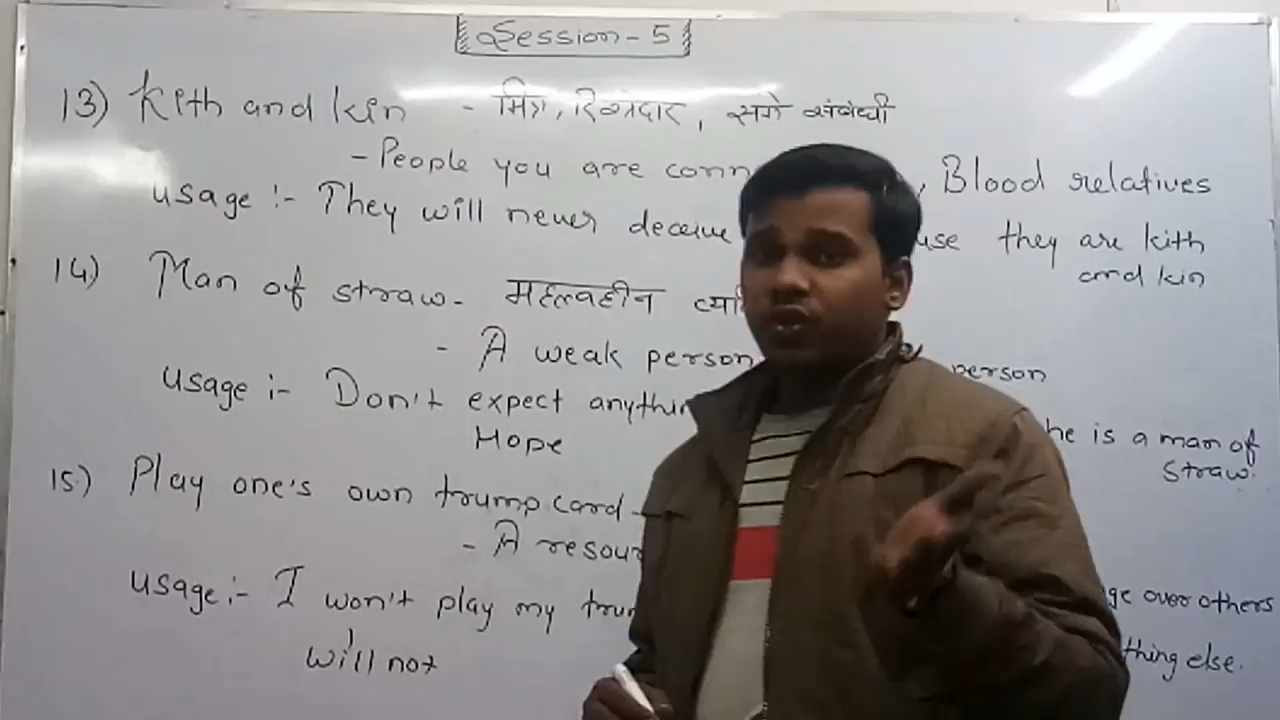 Session - 5
13) Kith and kin - मित्र, रिश्तेदार, सगे संबंधी
- People you are conn , Blood relatives
usage :- They will never deceive use they are kith
and kin
14) Man of straw - महत्वहीन व्य
- A weak person person
usage :- Don't expect anythin he is a man of
Hope straw.
15) Play one's own trump card -
- A resour ge over others
usage :- I won't play my trum thing else.
will not